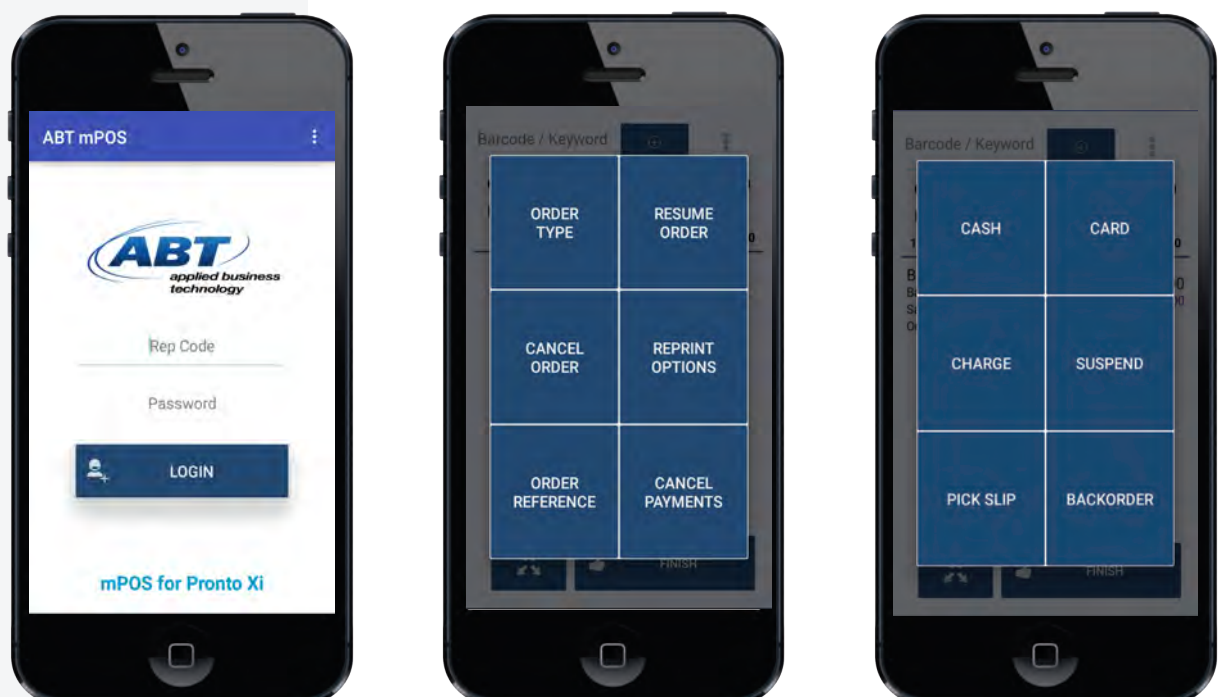 ABT mPOS
ABT
applied business
technology
Rep Code
Password
LOGIN
mPOS for Pronto Xi
Barcode / Keyword
ORDER
TYPE
RESUME
ORDER
CANCEL
ORDER
REPRINT
OPTIONS
ORDER
REFERENCE
CANCEL
PAYMENTS
FINISH
Barcode / Keyword
CASH
CARD
CHARGE
SUSPEND
PICK SLIP
BACKORDER
FINISH